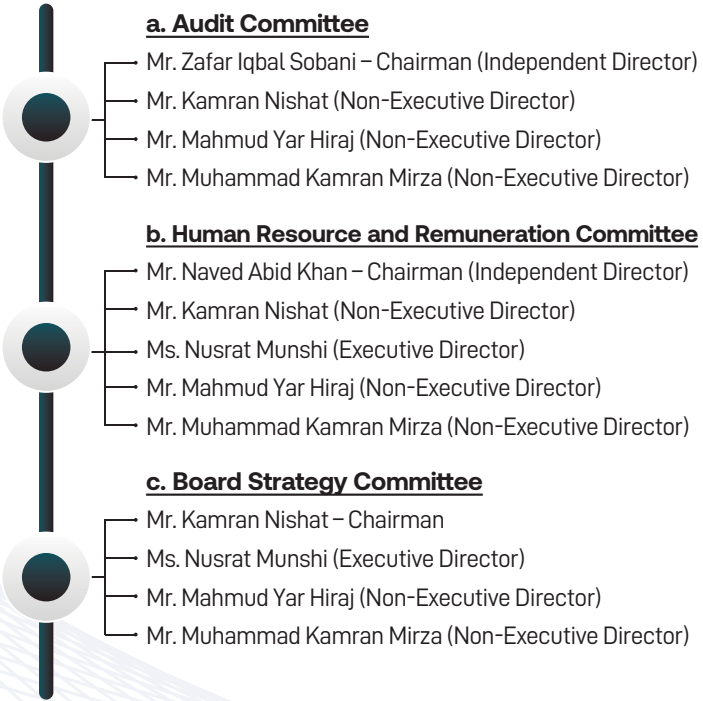 a. Audit Committee
Mr. Zafar Iqbal Sobani – Chairman (Independent Director)
Mr. Kamran Nishat (Non-Executive Director)
Mr. Mahmud Yar Hiraj (Non-Executive Director)
Mr. Muhammad Kamran Mirza (Non-Executive Director)
b. Human Resource and Remuneration Committee
Mr. Naved Abid Khan – Chairman (Independent Director)
Mr. Kamran Nishat (Non-Executive Director)
Ms. Nusrat Munshi (Executive Director)
Mr. Mahmud Yar Hiraj (Non-Executive Director)
Mr. Muhammad Kamran Mirza (Non-Executive Director)
c. Board Strategy Committee
Mr. Kamran Nishat – Chairman
Ms. Nusrat Munshi (Executive Director)
Mr. Mahmud Yar Hiraj (Non-Executive Director)
Mr. Muhammad Kamran Mirza (Non-Executive Director)